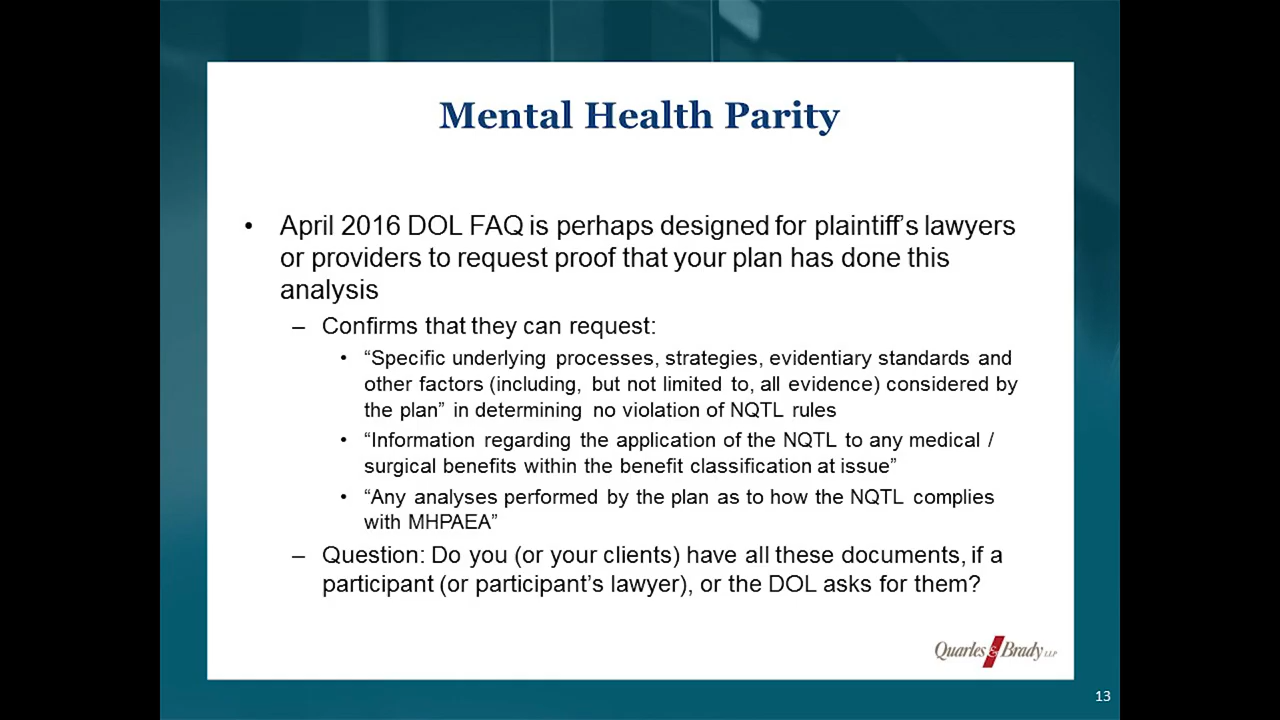 Mental Health Parity
• April 2016 DOL FAQ is perhaps designed for plaintiff’s lawyers
or providers to request proof that your plan has done this
analysis
– Confirms that they can request:
• “Specific underlying processes, strategies, evidentiary standards and
other factors (including, but not limited to, all evidence) considered by
the plan” in determining no violation of NQTL rules
• “Information regarding the application of the NQTL to any medical /
surgical benefits within the benefit classification at issue”
• “Any analyses performed by the plan as to how the NQTL complies
with MHPAEA”
– Question: Do you (or your clients) have all these documents, if a
participant (or participant’s lawyer), or the DOL asks for them?
Quarles & Brady LLP
13